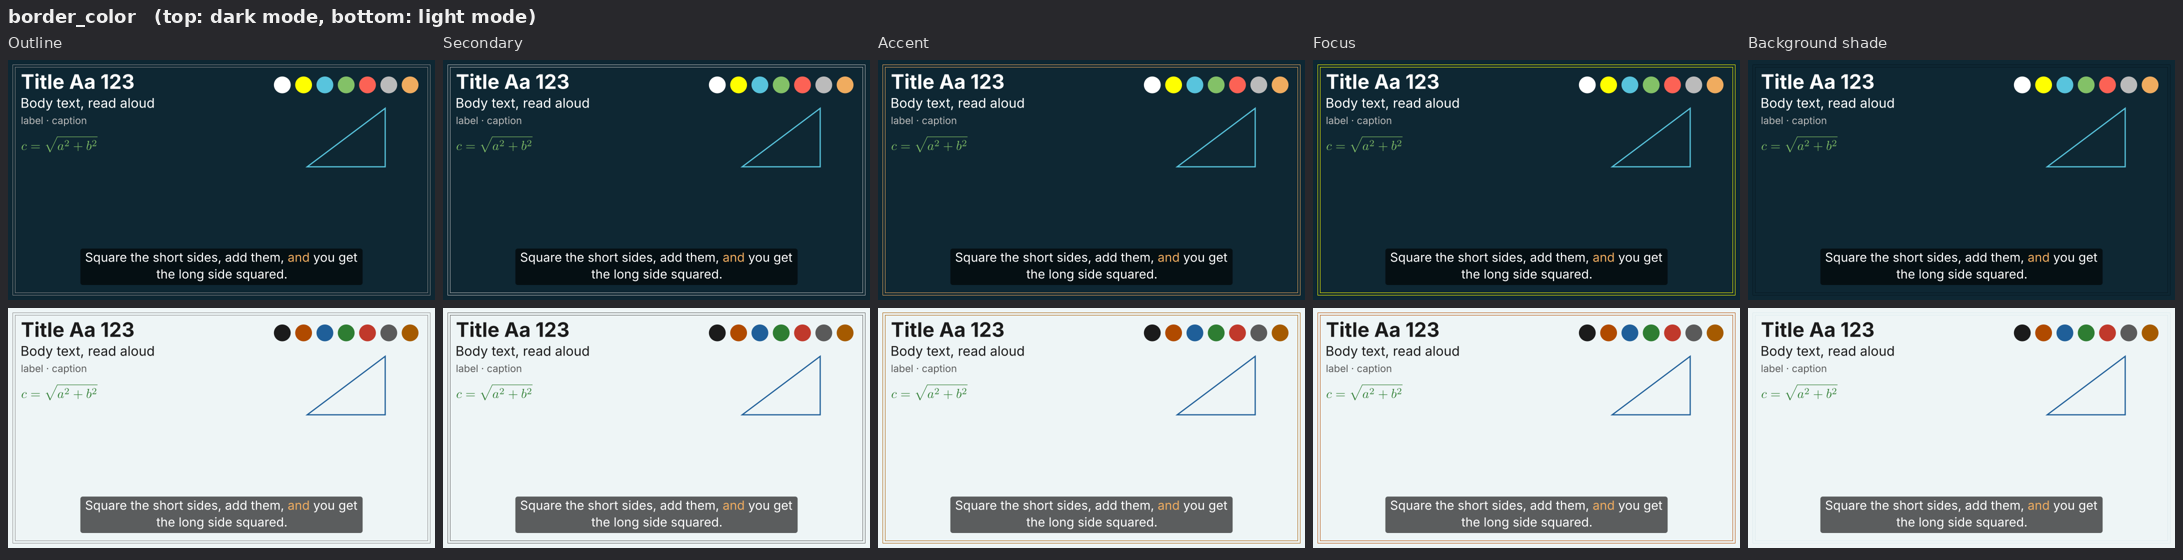 border_color (top: dark mode, bottom: light mode)
Outline
Title Aa 123
Body text, read aloud
label · caption
c = √a² + b²
Square the short sides, add them, and you get
the long side squared.
Title Aa 123
Body text, read aloud
label · caption
c = √a² + b²
Square the short sides, add them, and you get
the long side squared.
Secondary
Title Aa 123
Body text, read aloud
label · caption
c = √a² + b²
Square the short sides, add them, and you get
the long side squared.
Title Aa 123
Body text, read aloud
label · caption
c = √a² + b²
Square the short sides, add them, and you get
the long side squared.
Accent
Title Aa 123
Body text, read aloud
label · caption
c = √a² + b²
Square the short sides, add them, and you get
the long side squared.
Title Aa 123
Body text, read aloud
label · caption
c = √a² + b²
Square the short sides, add them, and you get
the long side squared.
Focus
Title Aa 123
Body text, read aloud
label · caption
c = √a² + b²
Square the short sides, add them, and you get
the long side squared.
Title Aa 123
Body text, read aloud
label · caption
c = √a² + b²
Square the short sides, add them, and you get
the long side squared.
Background shade
Title Aa 123
Body text, read aloud
label · caption
c = √a² + b²
Square the short sides, add them, and you get
the long side squared.
Title Aa 123
Body text, read aloud
label · caption
c = √a² + b²
Square the short sides, add them, and you get
the long side squared.